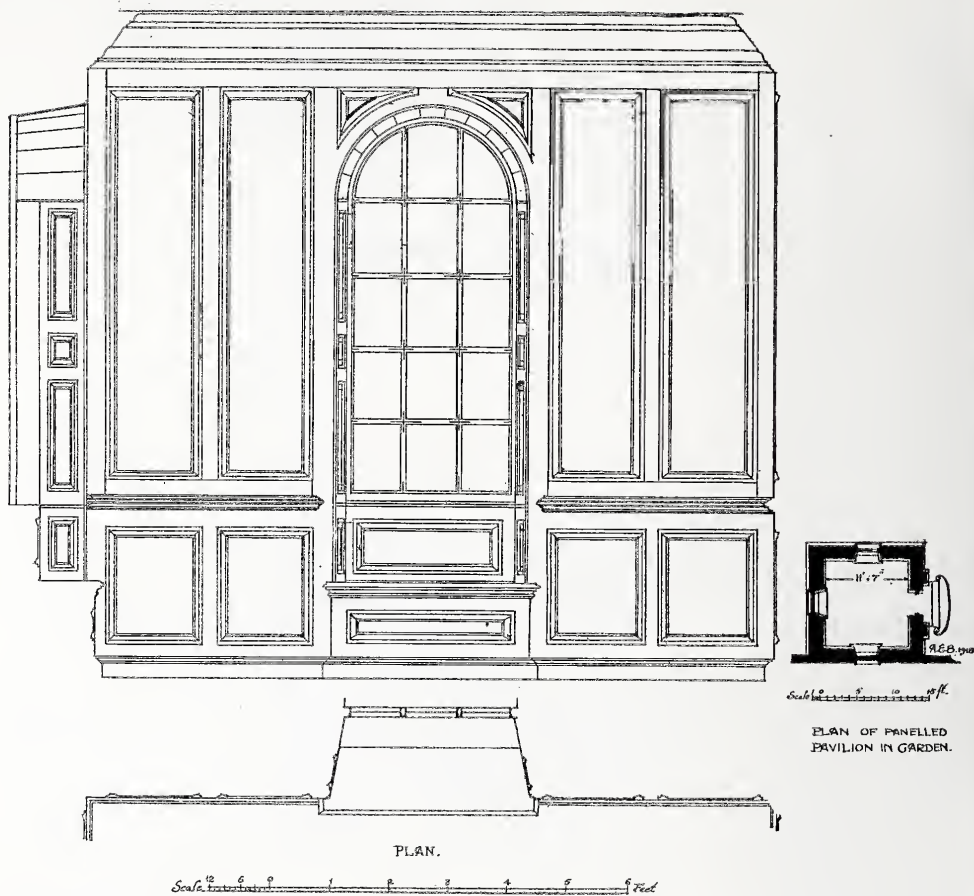 11' . 7"
A.E.B. 1918
Scale 0 5 10 15 ft.
PLAN OF PANELLED
PAVILION IN GARDEN.
PLAN.
Scale 12 6 0 1 2 3 4 5 6 Feet